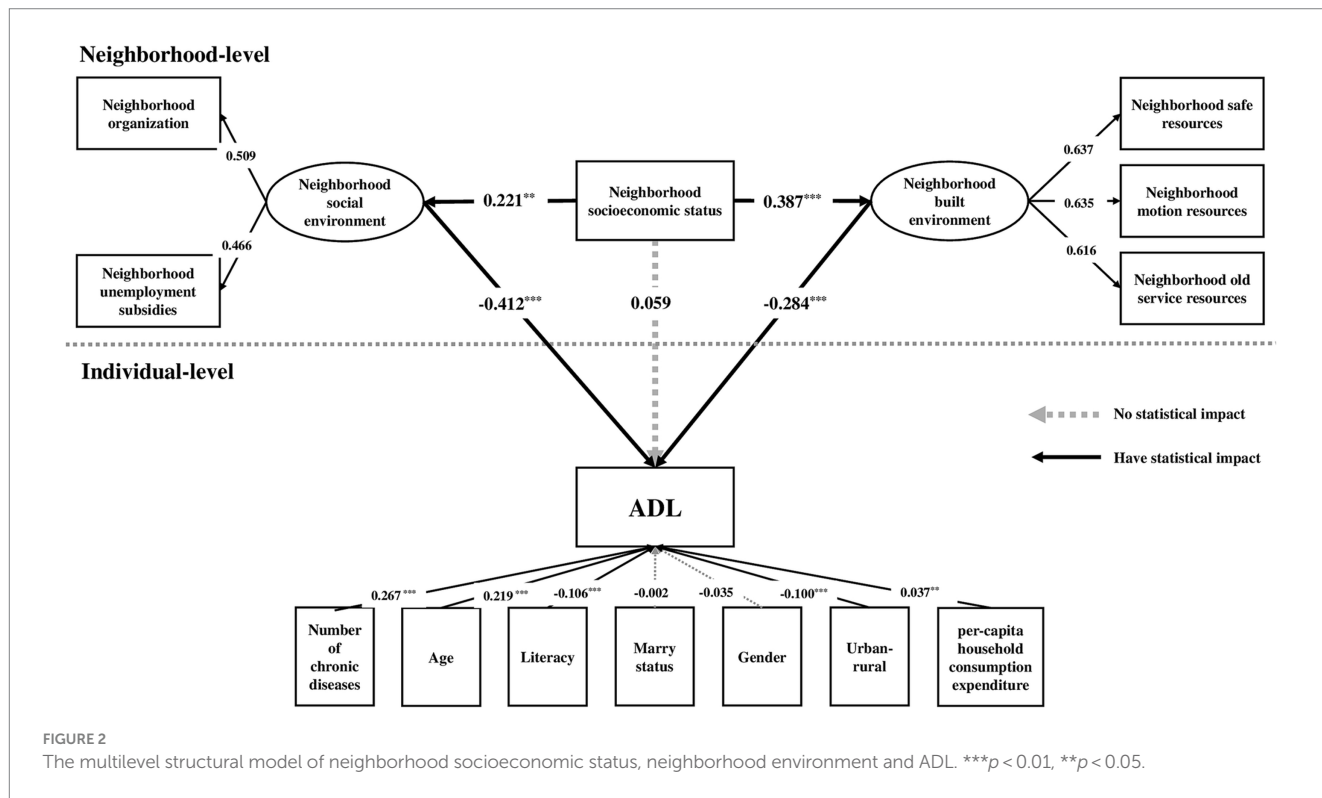 Neighborhood-level
Neighborhood
organization
0.509
Neighborhood
social
environment
0.466
Neighborhood
unemployment
subsidies
0.221**
Neighborhood
socioeconomic status
0.387***
Neighborhood
built
environment
0.637
0.635
0.616
Neighborhood safe
resources
Neighborhood
motion resources
Neighborhood old
service resources
-0.412***
0.059
-0.284***
Individual-level
No statistical impact
Have statistical impact
ADL
0.267***
0.219***
-0.106***
-0.002
-0.035
-0.100***
0.037**
Number
of
chronic
diseases
Age
Literacy
Marry
status
Gender
Urban-
rural
per-capita
household
consumption
expenditure
FIGURE 2
The multilevel structural model of neighborhood socioeconomic status, neighborhood environment and ADL. ***p < 0.01, **p < 0.05.